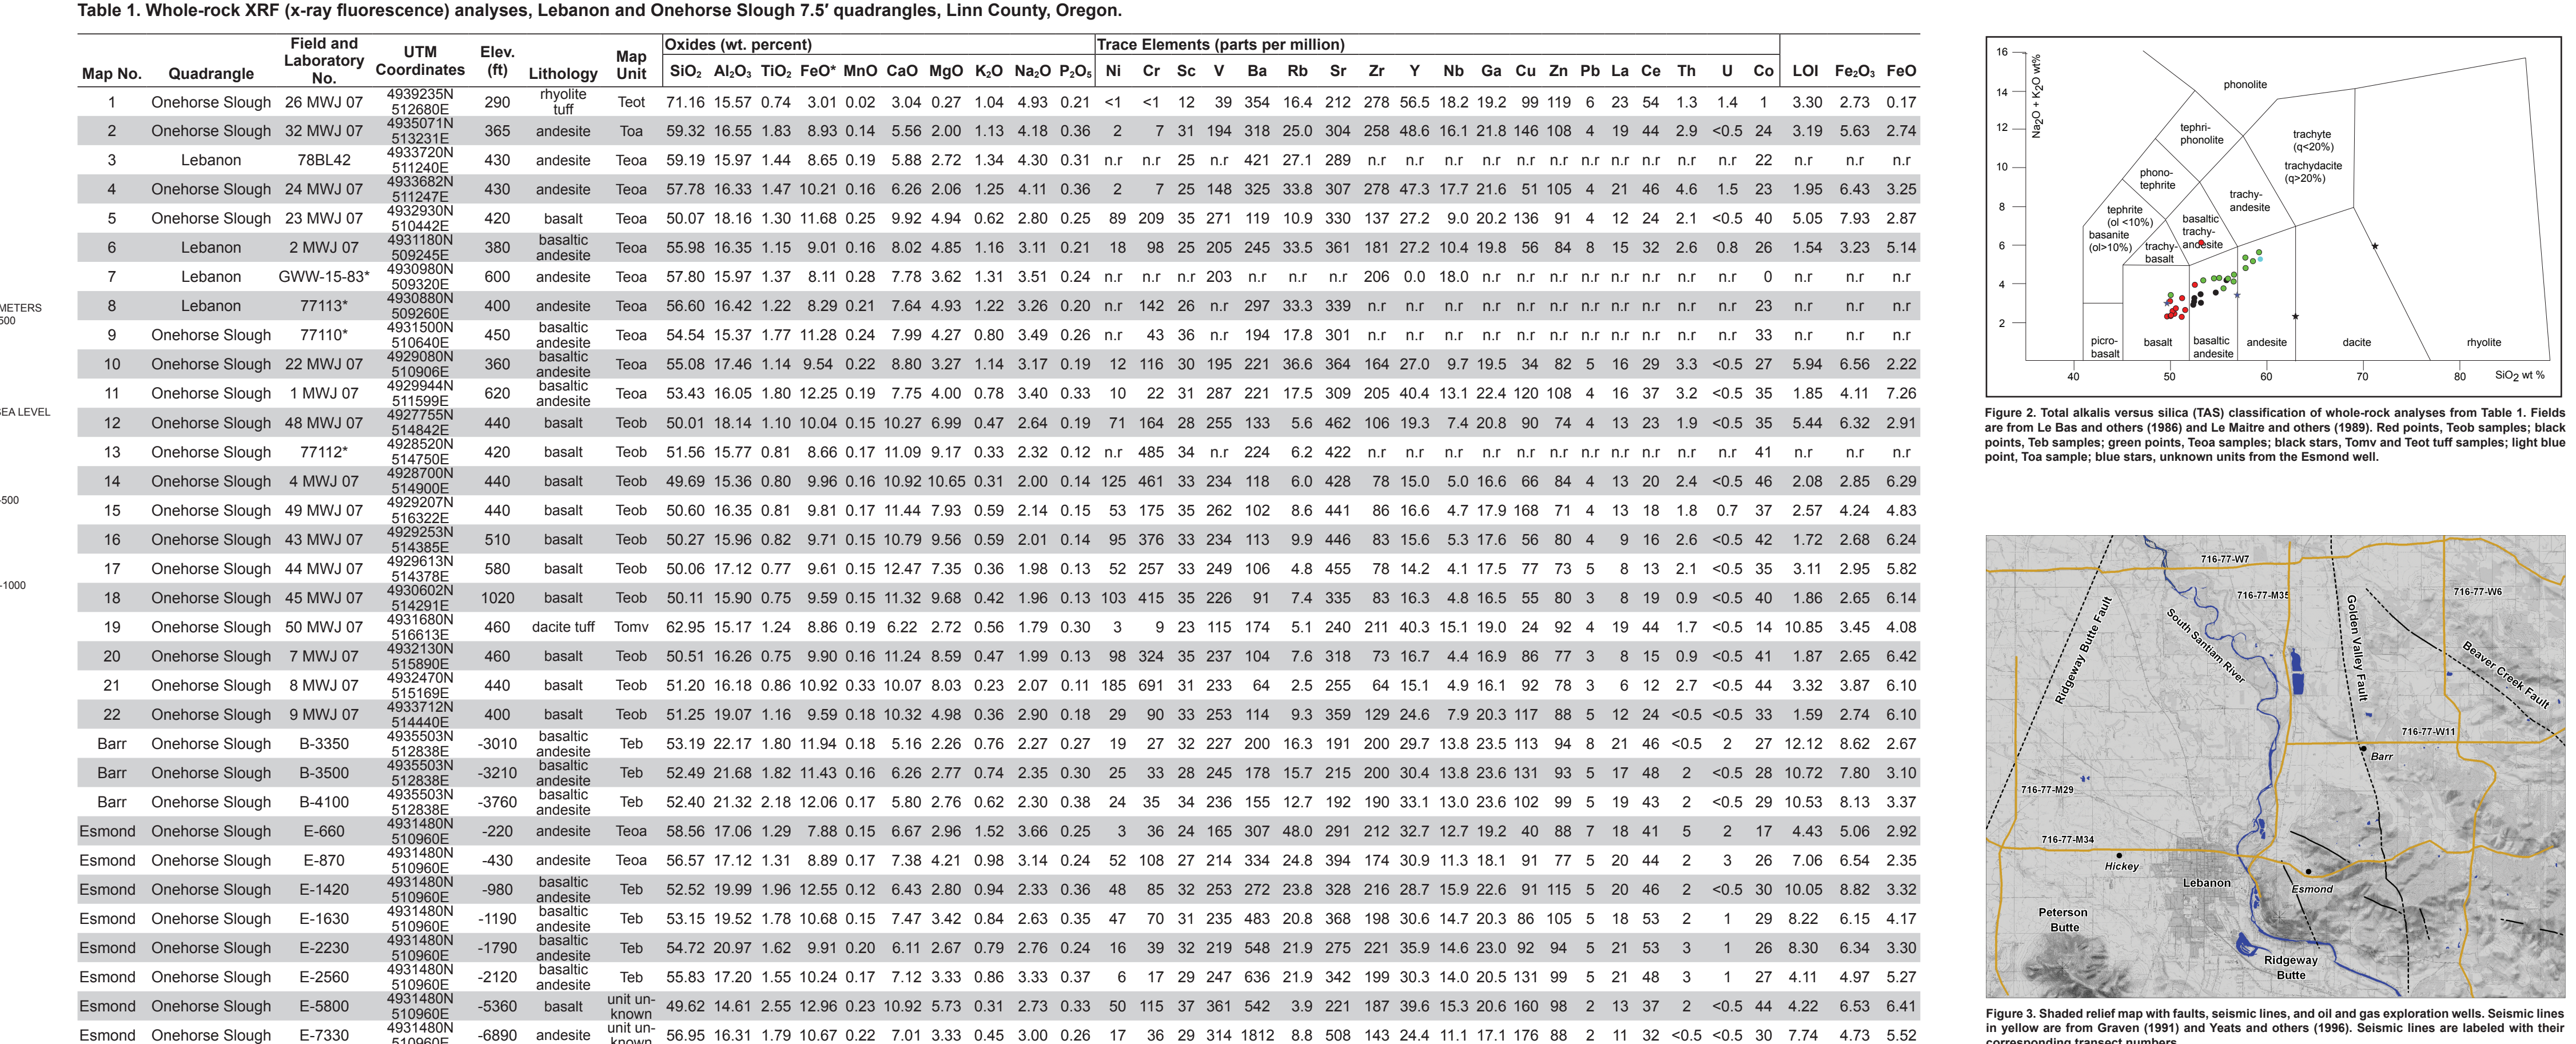 METERS
500
SEA LEVEL
-500
-1000
Table 1. Whole-rock XRF (x-ray fluorescence) analyses, Lebanon and Onehorse Slough 7.5′ quadrangles, Linn County, Oregon.
Oxides (wt. percent) Trace Elements (parts per million)
Map No. Quadrangle Field and Laboratory No. UTM Coordinates Elev. (ft) Lithology Map Unit SiO₂ Al₂O₃ TiO₂ FeO* MnO CaO MgO K₂O Na₂O P₂O₅ Ni Cr Sc V Ba Rb Sr Zr Y Nb Ga Cu Zn Pb La Ce Th U Co LOI Fe₂O₃ FeO
1 Onehorse Slough 26 MWJ 07 4939235N 512680E 290 rhyolite tuff Teot 71.16 15.57 0.74 3.01 0.02 3.04 0.27 1.04 4.93 0.21 <1 <1 12 39 354 16.4 212 278 56.5 18.2 19.2 99 119 6 23 54 1.3 1.4 1 3.30 2.73 0.17
2 Onehorse Slough 32 MWJ 07 4935071N 513231E 365 andesite Toa 59.32 16.55 1.83 8.93 0.14 5.56 2.00 1.13 4.18 0.36 2 7 31 194 318 25.0 304 258 48.6 16.1 21.8 146 108 4 19 44 2.9 <0.5 24 3.19 5.63 2.74
3 Lebanon 78BL42 4933720N 511240E 430 andesite Teoa 59.19 15.97 1.44 8.65 0.19 5.88 2.72 1.34 4.30 0.31 n.r n.r 25 n.r 421 27.1 289 n.r n.r n.r n.r n.r n.r n.r n.r n.r n.r n.r 22 n.r n.r n.r
4 Onehorse Slough 24 MWJ 07 4933682N 511247E 430 andesite Teoa 57.78 16.33 1.47 10.21 0.16 6.26 2.06 1.25 4.11 0.36 2 7 25 148 325 33.8 307 278 47.3 17.7 21.6 51 105 4 21 46 4.6 1.5 23 1.95 6.43 3.25
5 Onehorse Slough 23 MWJ 07 4932930N 510442E 420 basalt Teoa 50.07 18.16 1.30 11.68 0.25 9.92 4.94 0.62 2.80 0.25 89 209 35 271 119 10.9 330 137 27.2 9.0 20.2 136 91 4 12 24 2.1 <0.5 40 5.05 7.93 2.87
6 Lebanon 2 MWJ 07 4931180N 509245E 380 basaltic andesite Teoa 55.98 16.35 1.15 9.01 0.16 8.02 4.85 1.16 3.11 0.21 18 98 25 205 245 33.5 361 181 27.2 10.4 19.8 56 84 8 15 32 2.6 0.8 26 1.54 3.23 5.14
7 Lebanon GWW-15-83* 4930980N 509320E 600 andesite Teoa 57.80 15.97 1.37 8.11 0.28 7.78 3.62 1.31 3.51 0.24 n.r n.r n.r 203 n.r n.r n.r 206 0.0 18.0 n.r n.r n.r n.r n.r n.r n.r n.r 0 n.r n.r n.r
8 Lebanon 77113* 4930880N 509260E 400 andesite Teoa 56.60 16.42 1.22 8.29 0.21 7.64 4.93 1.22 3.26 0.20 n.r 142 26 n.r 297 33.3 339 n.r n.r n.r n.r n.r n.r n.r n.r n.r n.r n.r 23 n.r n.r n.r
9 Onehorse Slough 77110* 4931500N 510640E 450 basaltic andesite Teoa 54.54 15.37 1.77 11.28 0.24 7.99 4.27 0.80 3.49 0.26 n.r 43 36 n.r 194 17.8 301 n.r n.r n.r n.r n.r n.r n.r n.r n.r n.r n.r 33 n.r n.r n.r
10 Onehorse Slough 22 MWJ 07 4929080N 510906E 360 basaltic andesite Teoa 55.08 17.46 1.14 9.54 0.22 8.80 3.27 1.14 3.17 0.19 12 116 30 195 221 36.6 364 164 27.0 9.7 19.5 34 82 5 16 29 3.3 <0.5 27 5.94 6.56 2.22
11 Onehorse Slough 1 MWJ 07 4929944N 511599E 620 basaltic andesite Teoa 53.43 16.05 1.80 12.25 0.19 7.75 4.00 0.78 3.40 0.33 10 22 31 287 221 17.5 309 205 40.4 13.1 22.4 120 108 4 16 37 3.2 <0.5 35 1.85 4.11 7.26
12 Onehorse Slough 48 MWJ 07 4927755N 514842E 440 basalt Teob 50.01 18.14 1.10 10.04 0.15 10.27 6.99 0.47 2.64 0.19 71 164 28 255 133 5.6 462 106 19.3 7.4 20.8 90 74 4 13 23 1.9 <0.5 35 5.44 6.32 2.91
13 Onehorse Slough 77112* 4928520N 514750E 420 basalt Teob 51.56 15.77 0.81 8.66 0.17 11.09 9.17 0.33 2.32 0.12 n.r 485 34 n.r 224 6.2 422 n.r n.r n.r n.r n.r n.r n.r n.r n.r n.r n.r 41 n.r n.r n.r
14 Onehorse Slough 4 MWJ 07 4928700N 514900E 440 basalt Teob 49.69 15.36 0.80 9.96 0.16 10.92 10.65 0.31 2.00 0.14 125 461 33 234 118 6.0 428 78 15.0 5.0 16.6 66 84 4 13 20 2.4 <0.5 46 2.08 2.85 6.29
15 Onehorse Slough 49 MWJ 07 4929207N 516322E 440 basalt Teob 50.60 16.35 0.81 9.81 0.17 11.44 7.93 0.59 2.14 0.15 53 175 35 262 102 8.6 441 86 16.6 4.7 17.9 168 71 4 13 18 1.8 0.7 37 2.57 4.24 4.83
16 Onehorse Slough 43 MWJ 07 4929253N 514385E 510 basalt Teob 50.27 15.96 0.82 9.71 0.15 10.79 9.56 0.59 2.01 0.14 95 376 33 234 113 9.9 446 83 15.6 5.3 17.6 56 80 4 9 16 2.6 <0.5 42 1.72 2.68 6.24
17 Onehorse Slough 44 MWJ 07 4929613N 514378E 580 basalt Teob 50.06 17.12 0.77 9.61 0.15 12.47 7.35 0.36 1.98 0.13 52 257 33 249 106 4.8 455 78 14.2 4.1 17.5 77 73 5 8 13 2.1 <0.5 35 3.11 2.95 5.82
18 Onehorse Slough 45 MWJ 07 4930602N 514291E 1020 basalt Teob 50.11 15.90 0.75 9.59 0.15 11.32 9.68 0.42 1.96 0.13 103 415 35 226 91 7.4 335 83 16.3 4.8 16.5 55 80 3 8 19 0.9 <0.5 40 1.86 2.65 6.14
19 Onehorse Slough 50 MWJ 07 4931680N 516613E 460 dacite tuff Tomv 62.95 15.17 1.24 8.86 0.19 6.22 2.72 0.56 1.79 0.30 3 9 23 115 174 5.1 240 211 40.3 15.1 19.0 24 92 4 19 44 1.7 <0.5 14 10.85 3.45 4.08
20 Onehorse Slough 7 MWJ 07 4932130N 515890E 460 basalt Teob 50.51 16.26 0.75 9.90 0.16 11.24 8.59 0.47 1.99 0.13 98 324 35 237 104 7.6 318 73 16.7 4.4 16.9 86 77 3 8 15 0.9 <0.5 41 1.87 2.65 6.42
21 Onehorse Slough 8 MWJ 07 4932470N 515169E 440 basalt Teob 51.20 16.18 0.86 10.92 0.33 10.07 8.03 0.23 2.07 0.11 185 691 31 233 64 2.5 255 64 15.1 4.9 16.1 92 78 3 6 12 2.7 <0.5 44 3.32 3.87 6.10
22 Onehorse Slough 9 MWJ 07 4933712N 514440E 400 basalt Teob 51.25 19.07 1.16 9.59 0.18 10.32 4.98 0.36 2.90 0.18 29 90 33 253 114 9.3 359 129 24.6 7.9 20.3 117 88 5 12 24 <0.5 <0.5 33 1.59 2.74 6.10
Barr Onehorse Slough B-3350 4935503N 512838E -3010 basaltic andesite Teb 53.19 22.17 1.80 11.94 0.18 5.16 2.26 0.76 2.27 0.27 19 27 32 227 200 16.3 191 200 29.7 13.8 23.5 113 94 8 21 46 <0.5 2 27 12.12 8.62 2.67
Barr Onehorse Slough B-3500 4935503N 512838E -3210 basaltic andesite Teb 52.49 21.68 1.82 11.43 0.16 6.26 2.77 0.74 2.35 0.30 25 33 28 245 178 15.7 215 200 30.4 13.8 23.6 131 93 5 17 48 2 <0.5 28 10.72 7.80 3.10
Barr Onehorse Slough B-4100 4935503N 512838E -3760 basaltic andesite Teb 52.40 21.32 2.18 12.06 0.17 5.80 2.76 0.62 2.30 0.38 24 35 34 236 155 12.7 192 190 33.1 13.0 23.6 102 99 5 19 43 2 <0.5 29 10.53 8.13 3.37
Esmond Onehorse Slough E-660 4931480N 510960E -220 andesite Teoa 58.56 17.06 1.29 7.88 0.15 6.67 2.96 1.52 3.66 0.25 3 36 24 165 307 48.0 291 212 32.7 12.7 19.2 40 88 7 18 41 5 2 17 4.43 5.06 2.92
Esmond Onehorse Slough E-870 4931480N 510960E -430 andesite Teoa 56.57 17.12 1.31 8.89 0.17 7.38 4.21 0.98 3.14 0.24 52 108 27 214 334 24.8 394 174 30.9 11.3 18.1 91 77 5 20 44 2 3 26 7.06 6.54 2.35
Esmond Onehorse Slough E-1420 4931480N 510960E -980 basaltic andesite Teb 52.52 19.99 1.96 12.55 0.12 6.43 2.80 0.94 2.33 0.36 48 85 32 253 272 23.8 328 216 28.7 15.9 22.6 91 115 5 20 46 2 <0.5 30 10.05 8.82 3.32
Esmond Onehorse Slough E-1630 4931480N 510960E -1190 basaltic andesite Teb 53.15 19.52 1.78 10.68 0.15 7.47 3.42 0.84 2.63 0.35 47 70 31 235 483 20.8 368 198 30.6 14.7 20.3 86 105 5 18 53 2 1 29 8.22 6.15 4.17
Esmond Onehorse Slough E-2230 4931480N 510960E -1790 basaltic andesite Teb 54.72 20.97 1.62 9.91 0.20 6.11 2.67 0.79 2.76 0.24 16 39 32 219 548 21.9 275 221 35.9 14.6 23.0 92 94 5 21 53 3 1 26 8.30 6.34 3.30
Esmond Onehorse Slough E-2560 4931480N 510960E -2120 basaltic andesite Teb 55.83 17.20 1.55 10.24 0.17 7.12 3.33 0.86 3.33 0.37 6 17 29 247 636 21.9 342 199 30.3 14.0 20.5 131 99 5 21 48 3 1 27 4.11 4.97 5.27
Esmond Onehorse Slough E-5800 4931480N 510960E -5360 basalt unit un-known 49.62 14.61 2.55 12.96 0.23 10.92 5.73 0.31 2.73 0.33 50 115 37 361 542 3.9 221 187 39.6 15.3 20.6 160 98 2 13 37 2 <0.5 44 4.22 6.53 6.41
Esmond Onehorse Slough E-7330 4931480N 510960E -6890 andesite unit un-known 56.95 16.31 1.79 10.67 0.22 7.01 3.33 0.45 3.00 0.26 17 36 29 314 1812 8.8 508 143 24.4 11.1 17.1 176 88 2 11 32 <0.5 <0.5 30 7.74 4.73 5.52
16
14
12
10
8
6
4
2
Na₂O + K₂O wt%
phonolite
tephri-
phonolite
trachyte
(q<20%)
trachydacite
(q>20%)
phono-
tephrite
trachy-
andesite
tephrite
(ol <10%)
basanite
(ol>10%)
basaltic
trachy-
andesite
trachy-
basalt
picro-
basalt
basalt
basaltic
andesite
andesite
dacite
rhyolite
40 50 60 70 80 SiO₂ wt %
Figure 2. Total alkalis versus silica (TAS) classification of whole-rock analyses from Table 1. Fields
are from Le Bas and others (1986) and Le Maitre and others (1989). Red points, Teob samples; black
points, Teb samples; green points, Teoa samples; black stars, Tomv and Teot tuff samples; light blue
point, Toa sample; blue stars, unknown units from the Esmond well.
716-77-W7
716-77-M35
716-77-W6
Ridgeway Butte Fault
South Santiam River
Golden Valley Fault
Beaver Creek Fault
716-77-W11
Barr
716-77-M29
716-77-M34
Hickey
Lebanon
Esmond
Peterson
Butte
Ridgeway
Butte
Figure 3. Shaded relief map with faults, seismic lines, and oil and gas exploration wells. Seismic lines
in yellow are from Graven (1991) and Yeats and others (1996). Seismic lines are labeled with their
corresponding transect numbers.